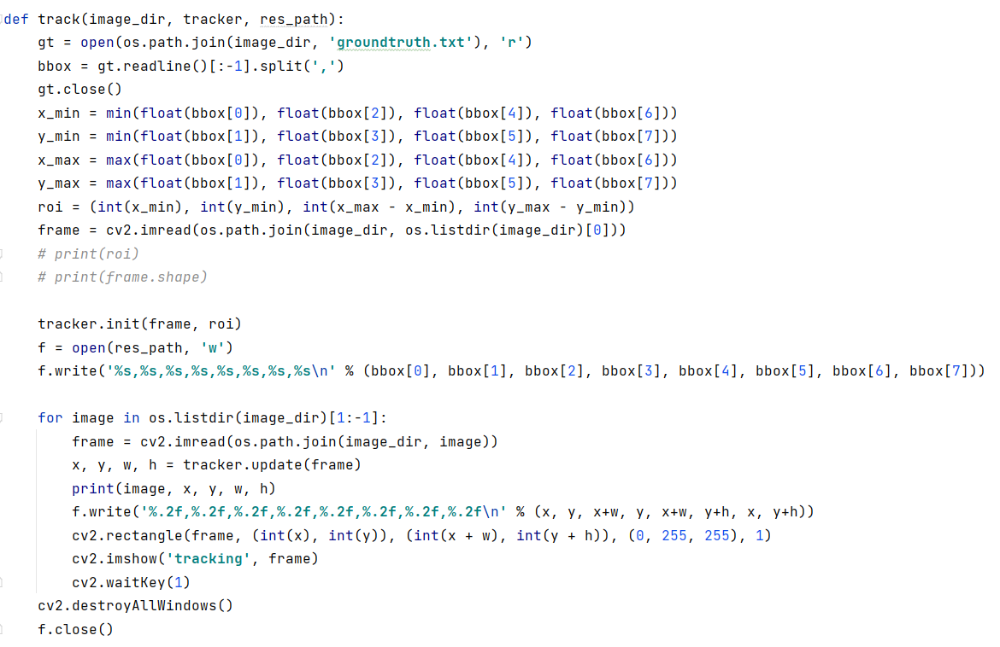 def track(image_dir, tracker, res_path):
    gt = open(os.path.join(image_dir, 'groundtruth.txt'), 'r')
    bbox = gt.readline()[:-1].split(',')
    gt.close()
    x_min = min(float(bbox[0]), float(bbox[2]), float(bbox[4]), float(bbox[6]))
    y_min = min(float(bbox[1]), float(bbox[3]), float(bbox[5]), float(bbox[7]))
    x_max = max(float(bbox[0]), float(bbox[2]), float(bbox[4]), float(bbox[6]))
    y_max = max(float(bbox[1]), float(bbox[3]), float(bbox[5]), float(bbox[7]))
    roi = (int(x_min), int(y_min), int(x_max - x_min), int(y_max - y_min))
    frame = cv2.imread(os.path.join(image_dir, os.listdir(image_dir)[0]))
    # print(roi)
    # print(frame.shape)

    tracker.init(frame, roi)
    f = open(res_path, 'w')
    f.write('%s,%s,%s,%s,%s,%s,%s,%s\n' % (bbox[0], bbox[1], bbox[2], bbox[3], bbox[4], bbox[5], bbox[6], bbox[7]))

    for image in os.listdir(image_dir)[1:-1]:
        frame = cv2.imread(os.path.join(image_dir, image))
        x, y, w, h = tracker.update(frame)
        print(image, x, y, w, h)
        f.write('%.2f,%.2f,%.2f,%.2f,%.2f,%.2f,%.2f,%.2f\n' % (x, y, x+w, y, x+w, y+h, x, y+h))
        cv2.rectangle(frame, (int(x), int(y)), (int(x + w), int(y + h)), (0, 255, 255), 1)
        cv2.imshow('tracking', frame)
        cv2.waitKey(1)
    cv2.destroyAllWindows()
    f.close()